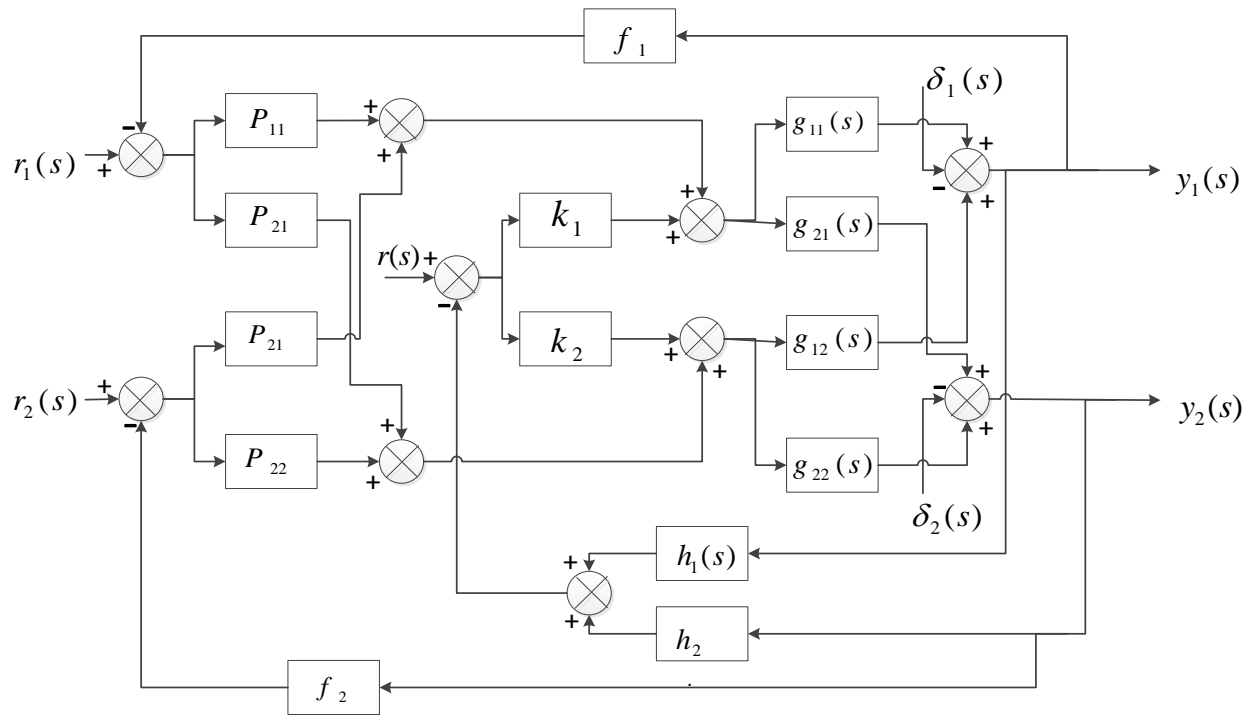 f 1
δ1(s)
P11
+
g11(s)
+
-
r1(s)
+
+
-
+
y1(s)
P21
+
k1
+
g21(s)
r(s)
+
-
P21
k2
+
+
g12(s)
+
-
+
r2(s)
-
+
+
y2(s)
P22
+
g22(s)
δ2(s)
+
h1(s)
+
h2
f 2
.